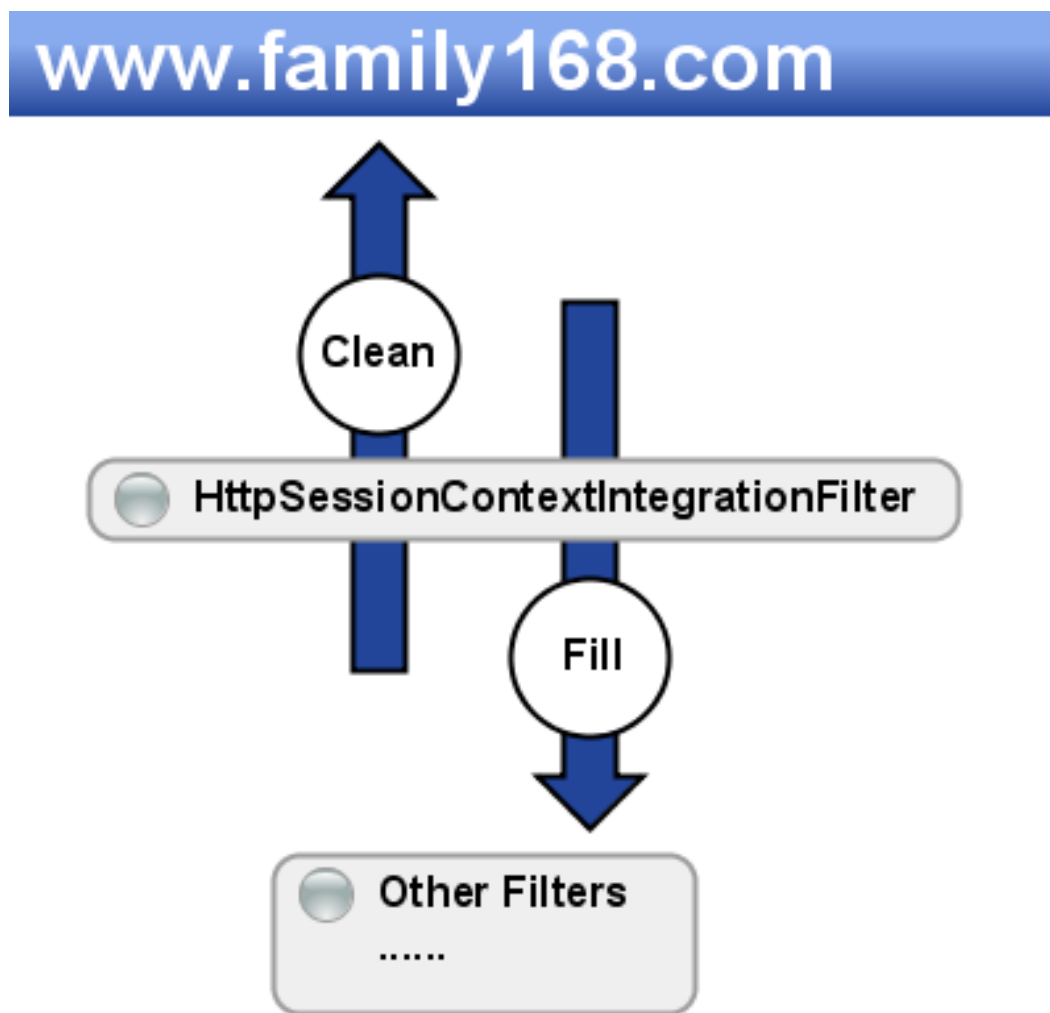 www.family168.com
Clean
HttpSessionContextIntegrationFilter
Fill
Other Filters
......